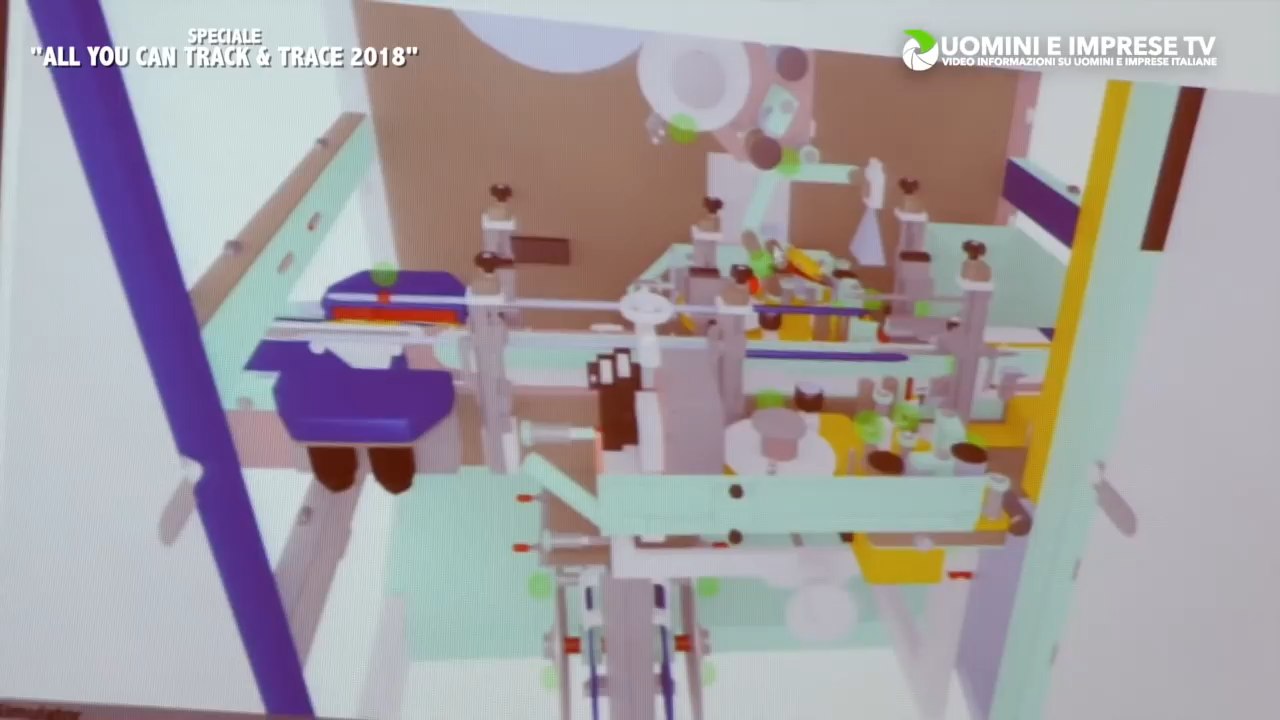 SPECIALE
"ALL YOU CAN TRACK & TRACE 2018"
UOMINI E IMPRESE TV
VIDEO INFORMAZIONI SU UOMINI E IMPRESE ITALIANE